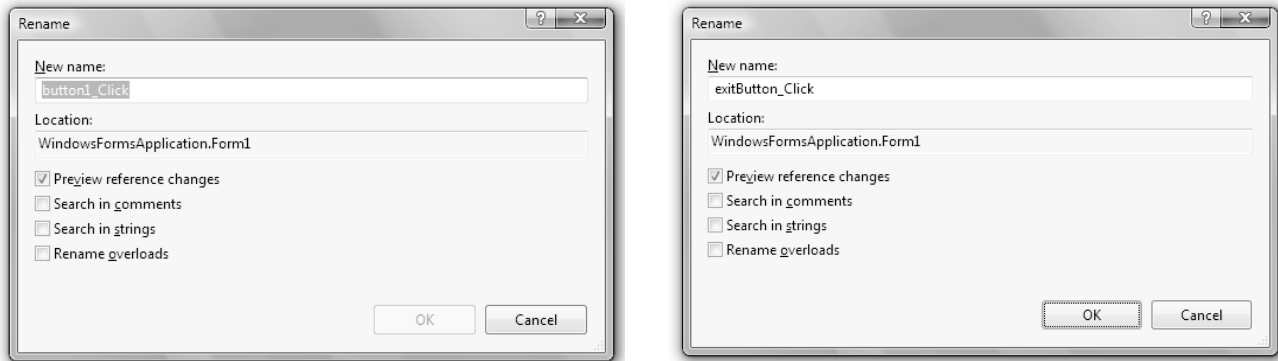 Rename
New name:
button1_Click
Location:
WindowsFormsApplication.Form1
Preview reference changes
Search in comments
Search in strings
Rename overloads
OK Cancel
Rename
New name:
exitButton_Click
Location:
WindowsFormsApplication.Form1
Preview reference changes
Search in comments
Search in strings
Rename overloads
OK Cancel